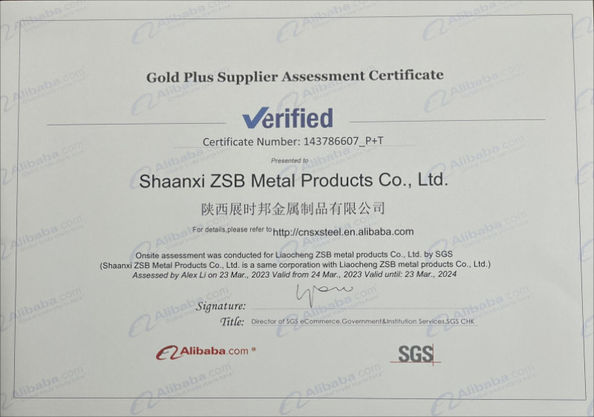 Gold Plus Supplier Assessment Certificate
Verified
Certificate Number: 143786607_P+T
Presented to
Shaanxi ZSB Metal Products Co., Ltd.
陕西展时邦金属制品有限公司
For details,please refer to http://cnsxsteel.en.alibaba.com
Onsite assessment was conducted for Liaocheng ZSB metal products Co., Ltd. by SGS
(Shaanxi ZSB Metal Products Co., Ltd. is a same corporation with Liaocheng ZSB metal products Co., Ltd.)
Assessed by Alex Li on 23 Mar., 2023 Valid from 24 Mar., 2023 Valid until: 23 Mar., 2024
Signature:
Title: Director of SGS eCommerce,Government&Institution Services,SGS CHK
Alibaba.com®
SGS